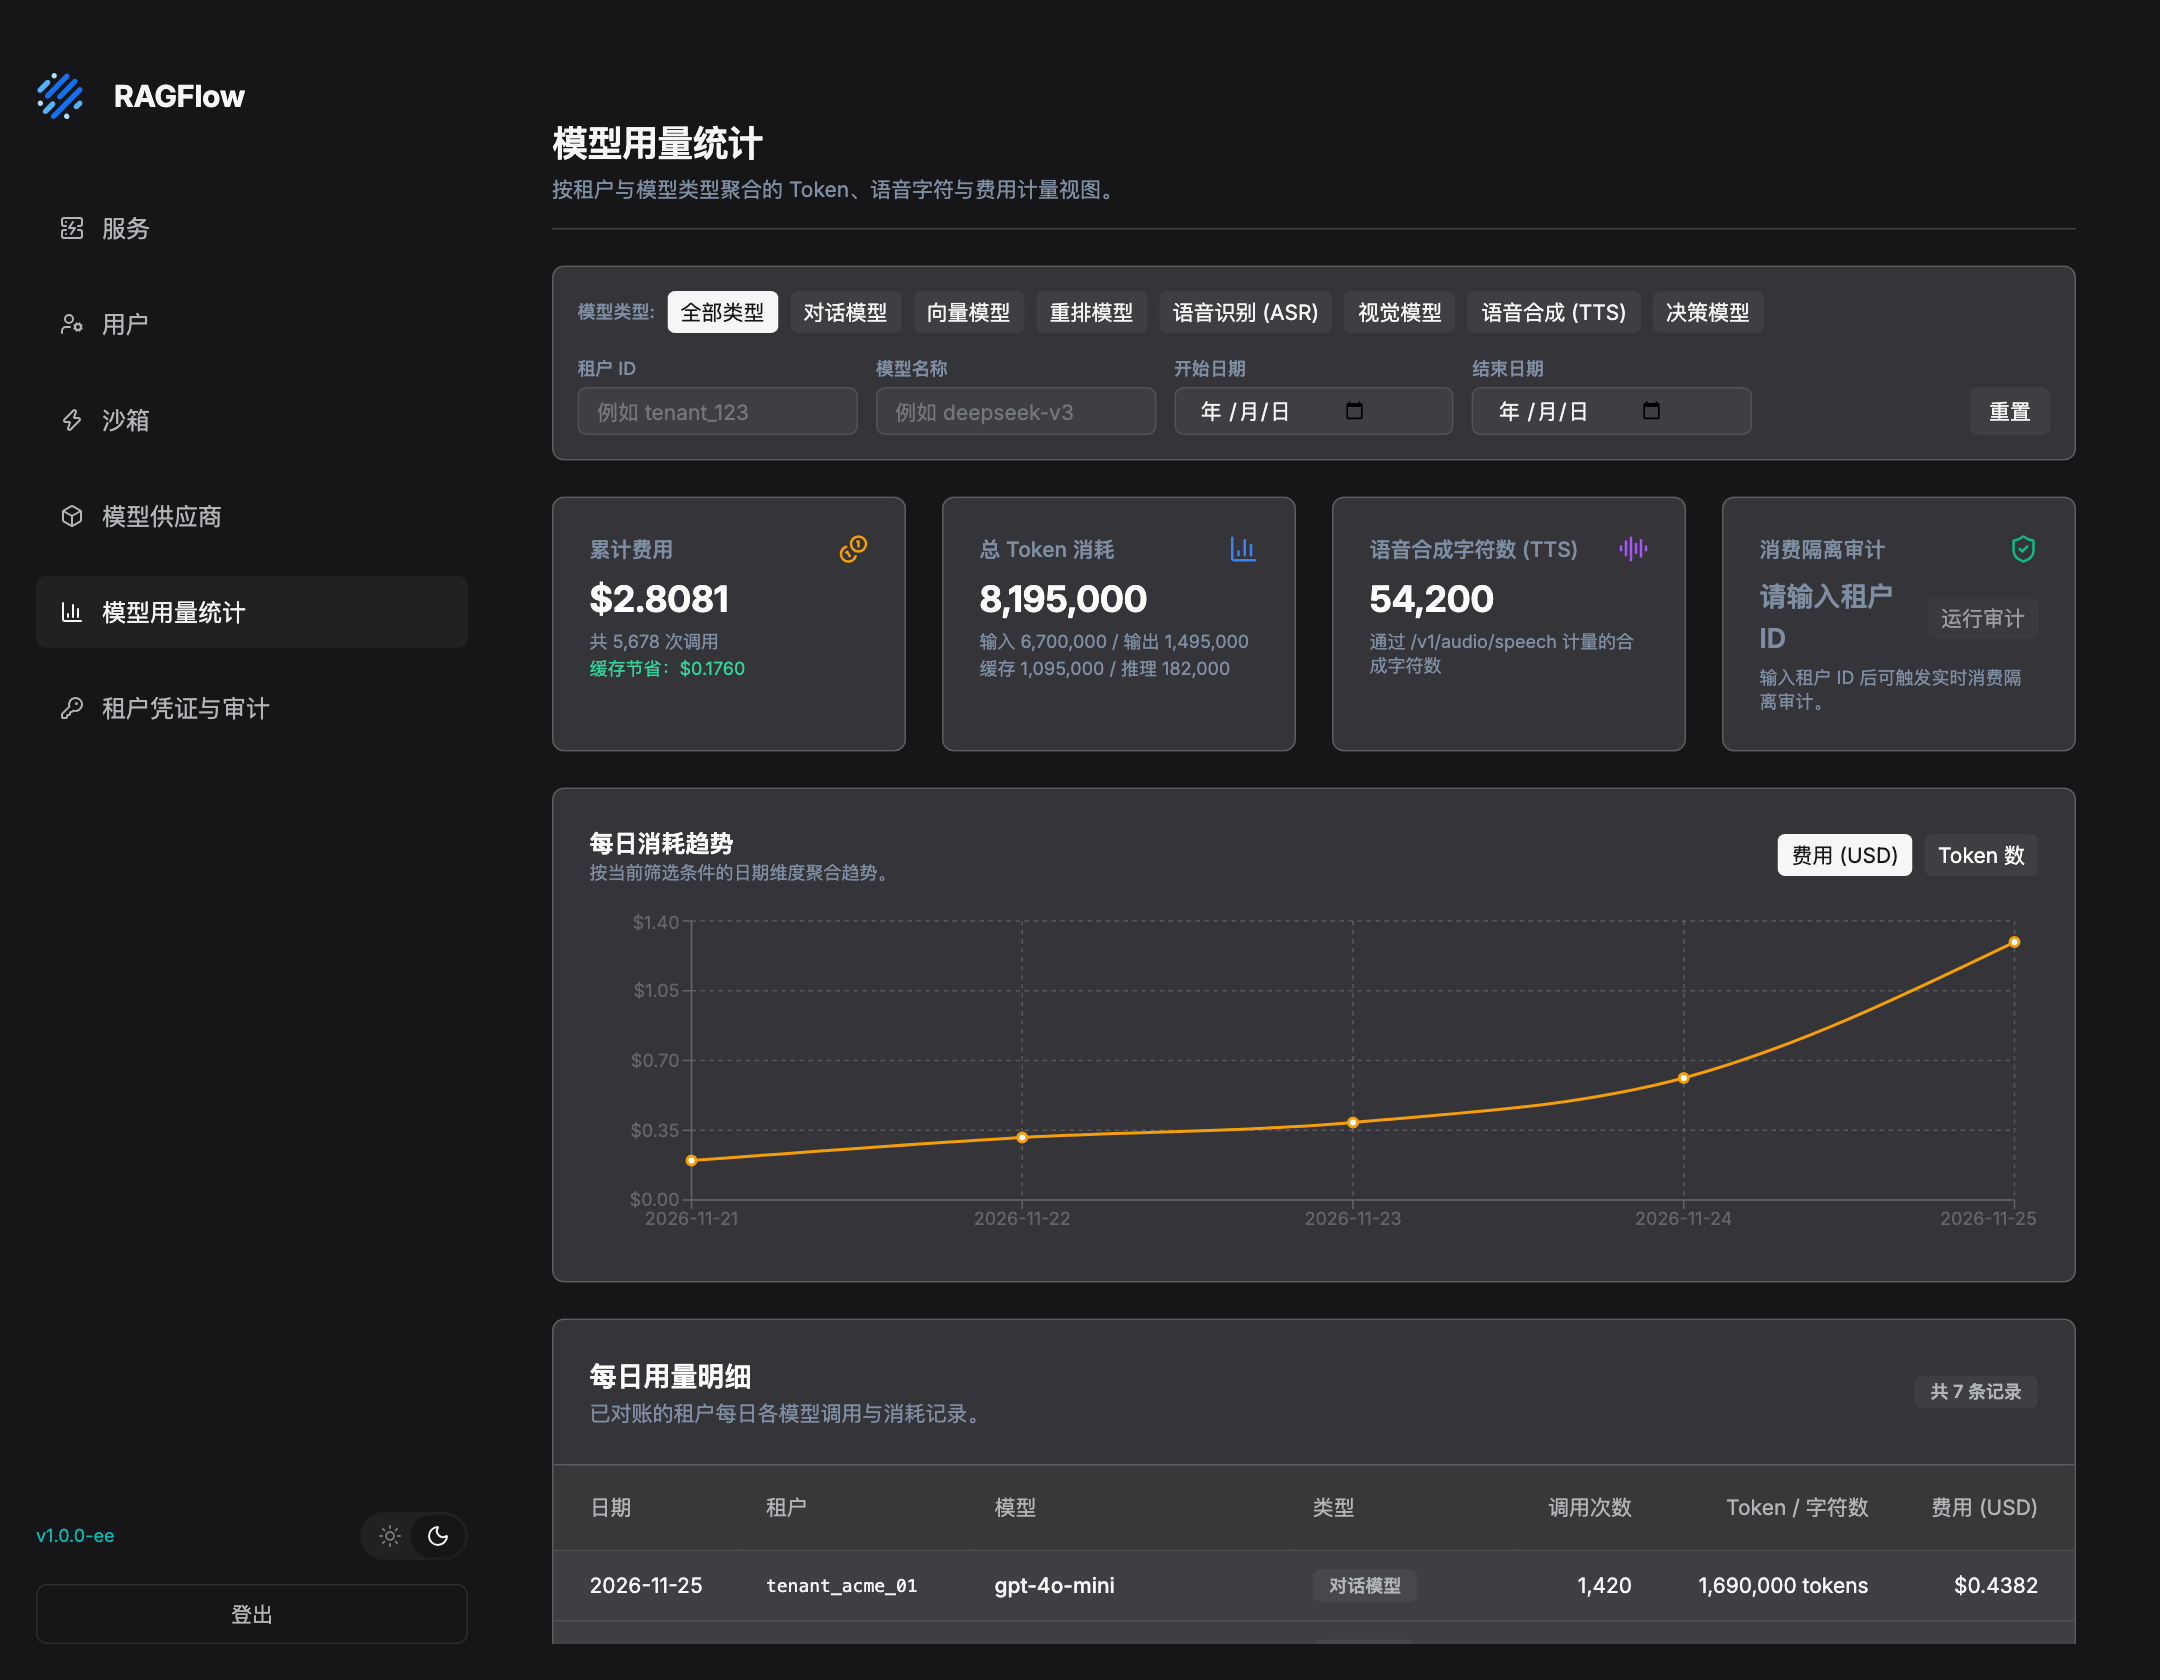 RAGFlow
服务
用户
沙箱
模型供应商
模型用量统计
租户凭证与审计
v1.0.0-ee
登出
模型用量统计
按租户与模型类型聚合的 Token、语音字符与费用计量视图。
模型类型: 全部类型 对话模型 向量模型 重排模型 语音识别 (ASR) 视觉模型 语音合成 (TTS) 决策模型
租户 ID 模型名称 开始日期 结束日期
例如 tenant_123 例如 deepseek-v3 年 /月/日 年 /月/日 重置
累计费用
$2.8081
共 5,678 次调用
缓存节省：$0.1760
总 Token 消耗
8,195,000
输入 6,700,000 / 输出 1,495,000
缓存 1,095,000 / 推理 182,000
语音合成字符数 (TTS)
54,200
通过 /v1/audio/speech 计量的合
成字符数
消费隔离审计
请输入租户
ID
运行审计
输入租户 ID 后可触发实时消费隔
离审计。
每日消耗趋势
按当前筛选条件的日期维度聚合趋势。
费用 (USD) Token 数
$1.40
$1.05
$0.70
$0.35
$0.00
2026-11-21 2026-11-22 2026-11-23 2026-11-24 2026-11-25
每日用量明细
已对账的租户每日各模型调用与消耗记录。
共 7 条记录
日期 租户 模型 类型 调用次数 Token / 字符数 费用 (USD)
2026-11-25 tenant_acme_01 gpt-4o-mini 对话模型 1,420 1,690,000 tokens $0.4382